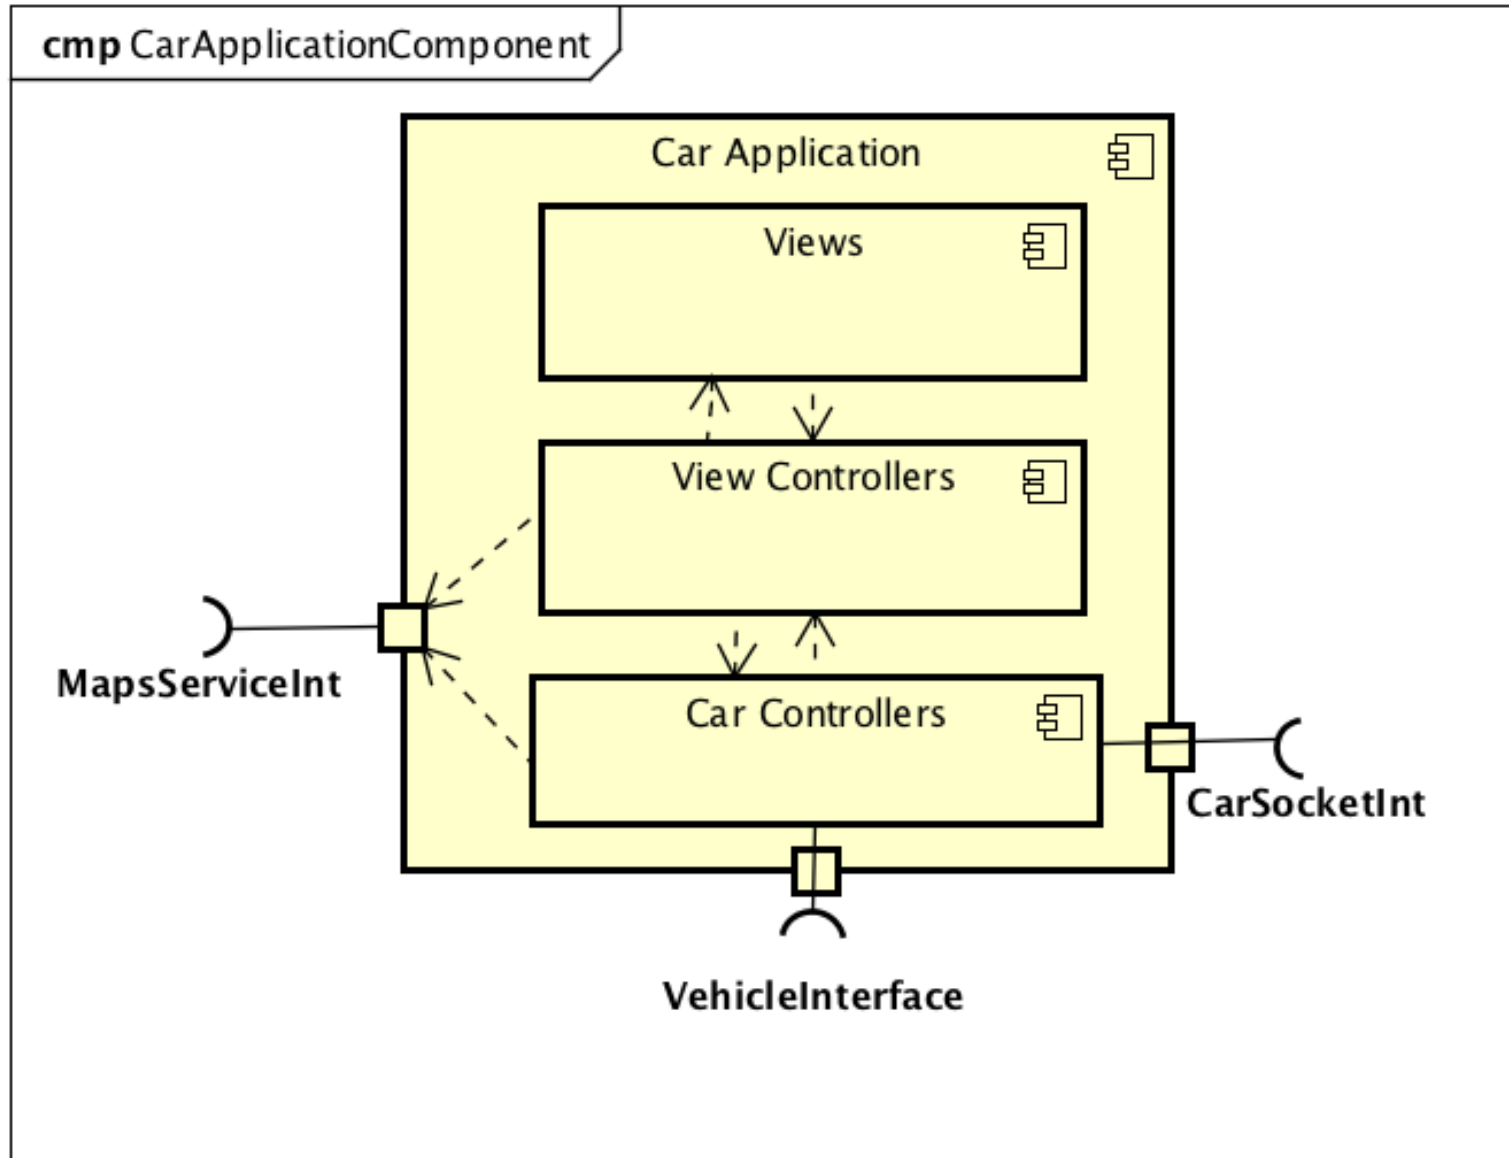 cmp CarApplicationComponent
Car Application
Views
View Controllers
MapsServiceInt
Car Controllers
CarSocketInt
VehicleInterface